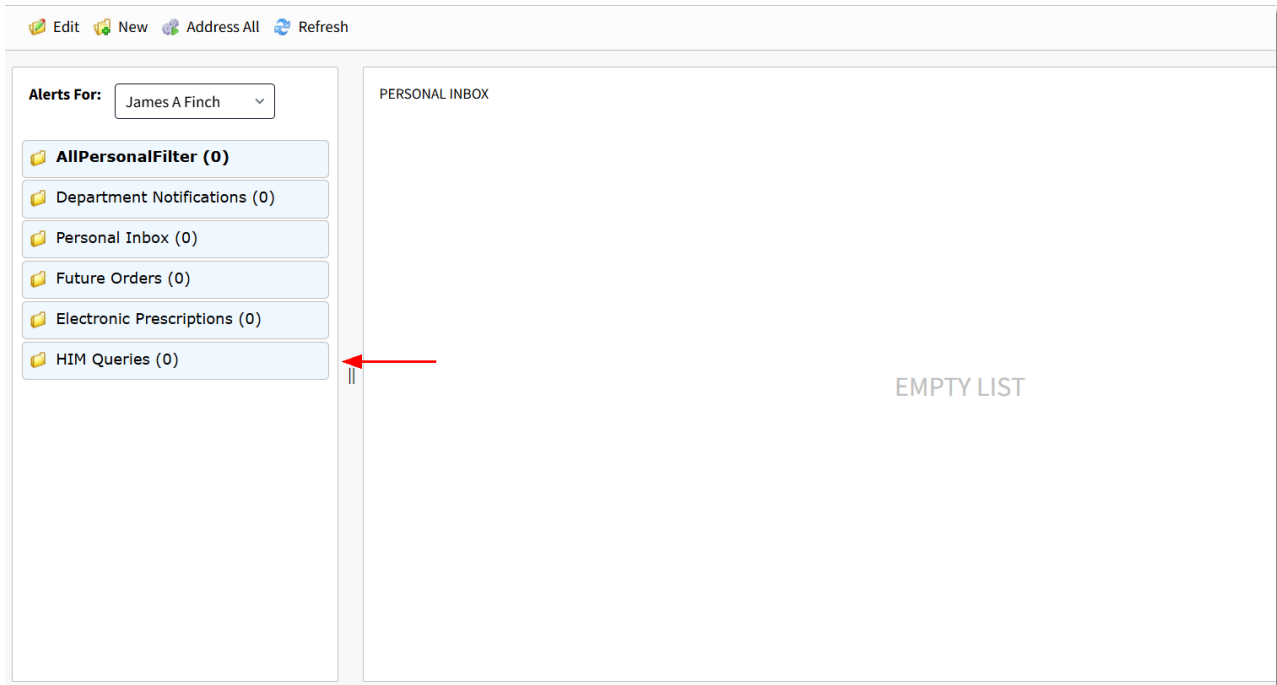 Edit New Address All Refresh
Alerts For: James A Finch
AllPersonalFilter (0)
Department Notifications (0)
Personal Inbox (0)
Future Orders (0)
Electronic Prescriptions (0)
HIM Queries (0)
PERSONAL INBOX
EMPTY LIST